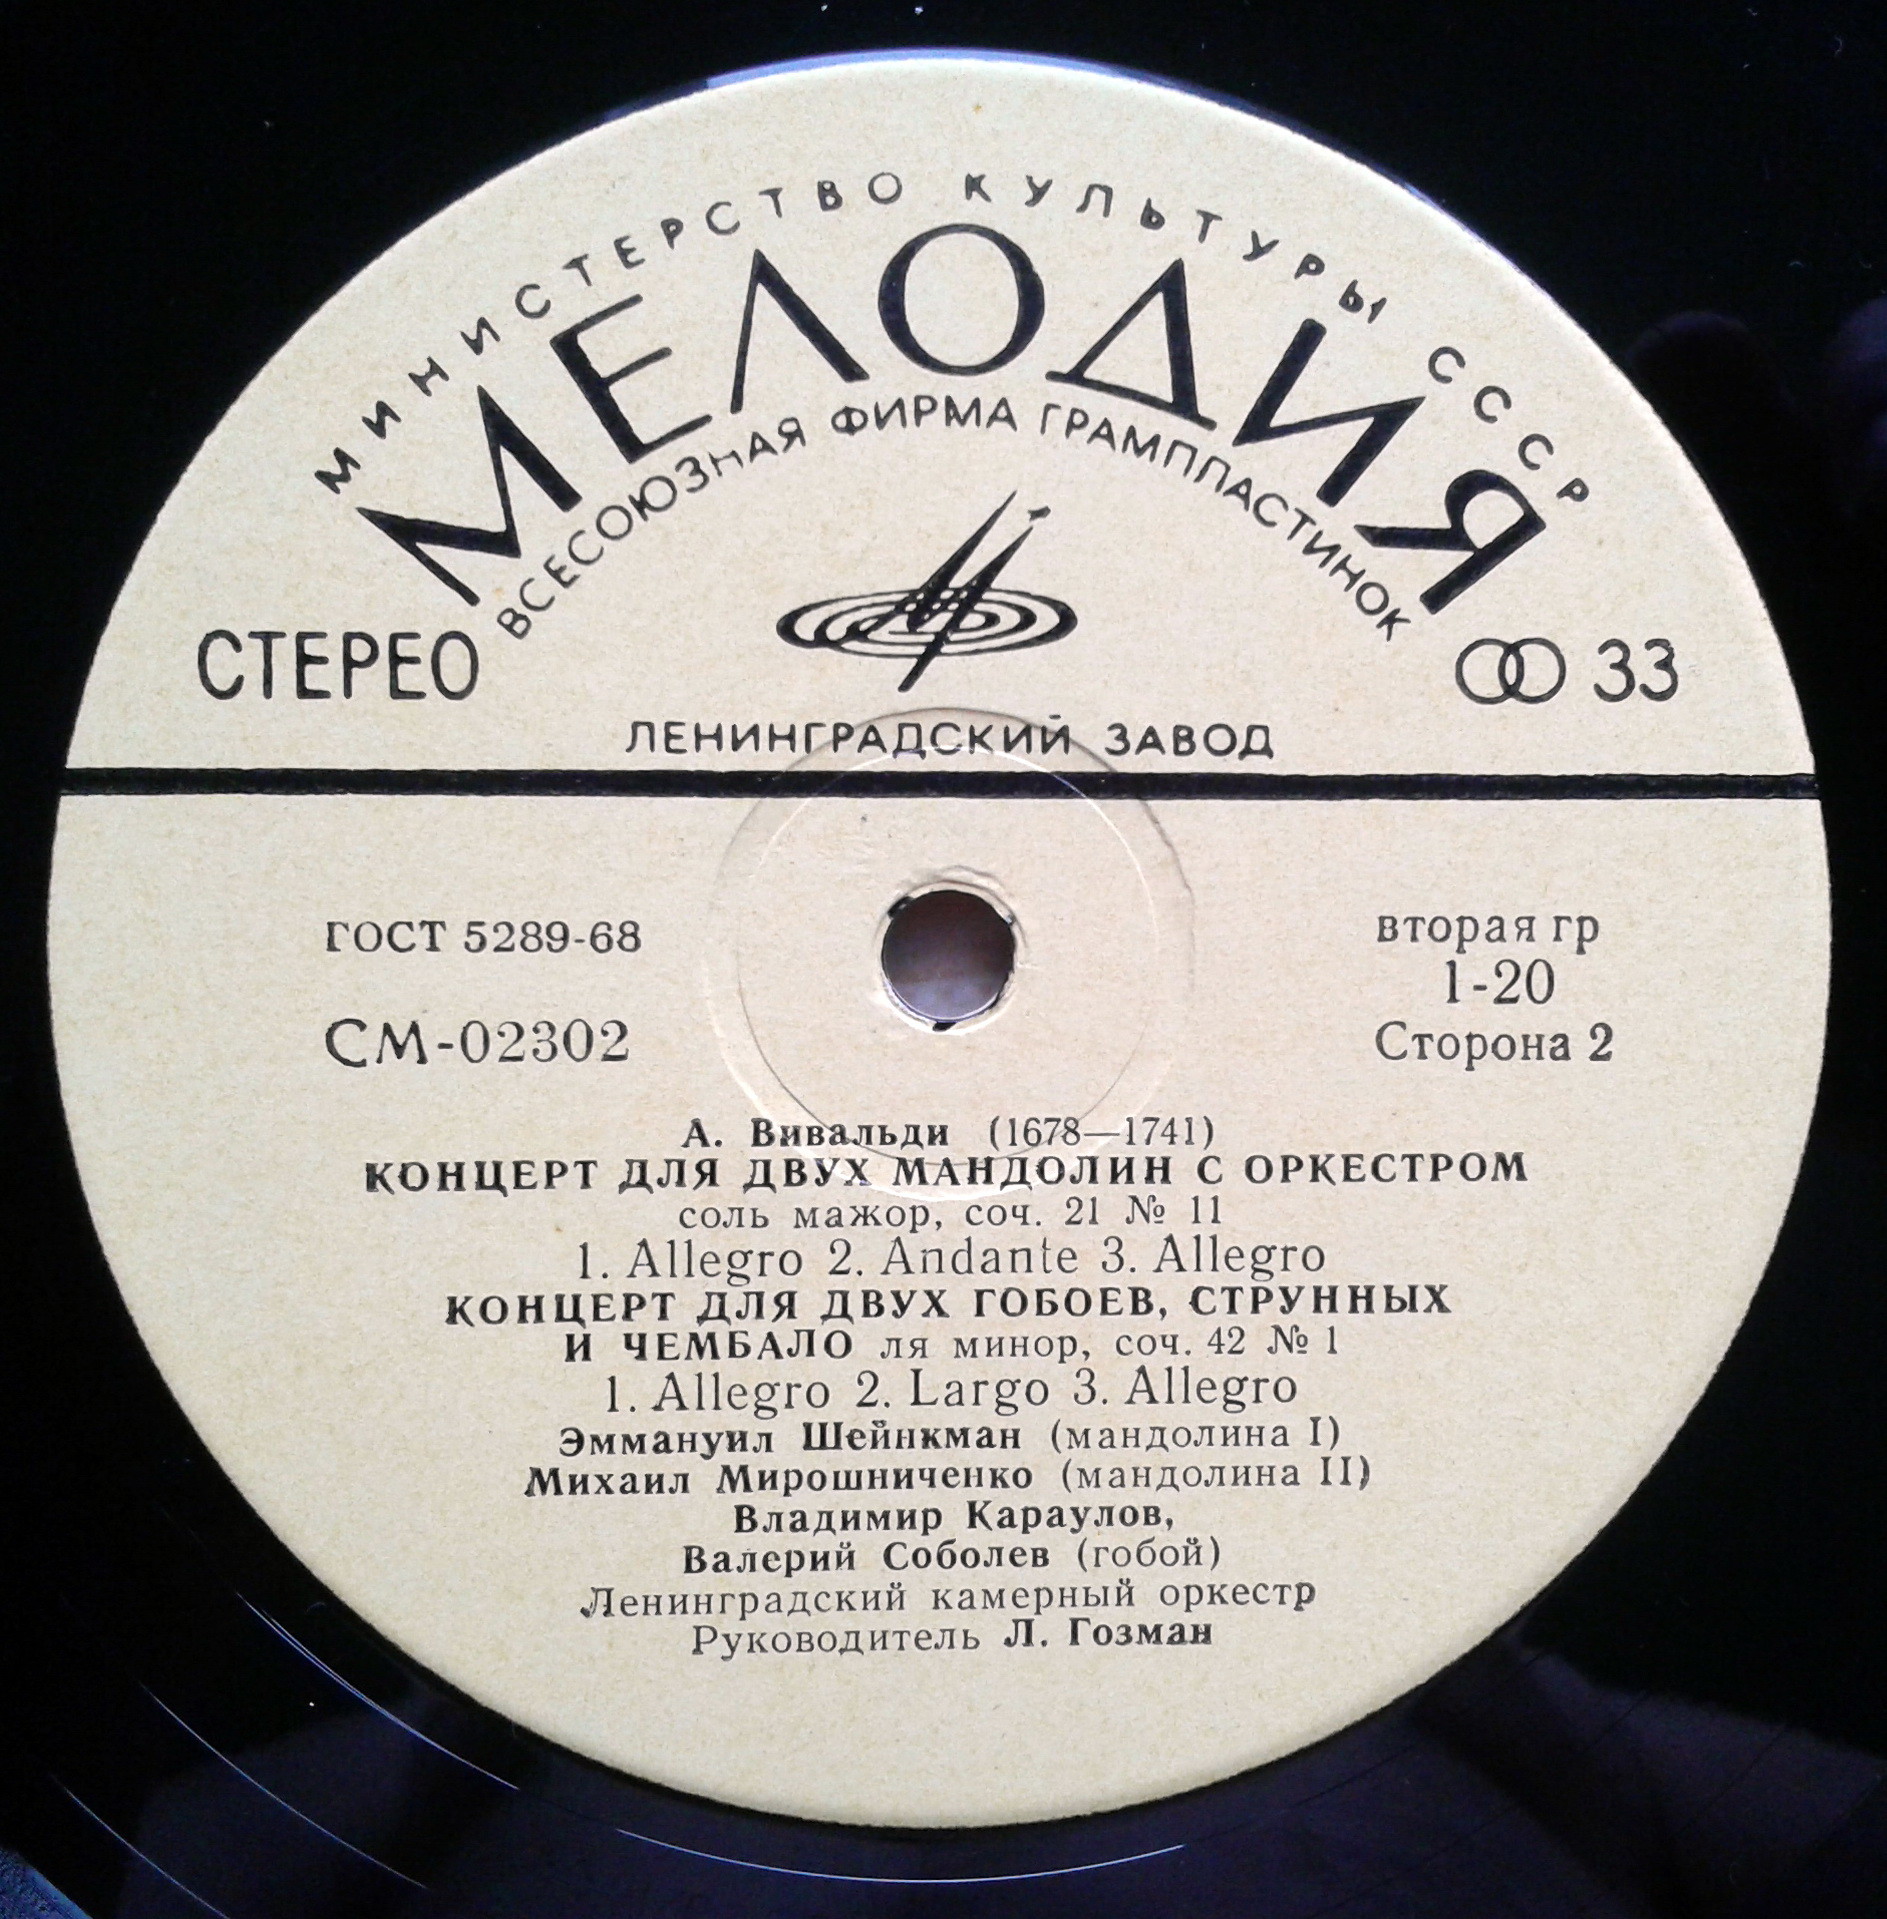 МИНИСТЕРСТВО КУЛЬТУРЫ СССР
МЕЛОДИЯ
ВСЕСОЮЗНАЯ ФИРМА ГРАМПЛАСТИНОК
СТЕРЕО
33
ЛЕНИНГРАДСКИЙ ЗАВОД
ГОСТ 5289-68
вторая гр
1-20
СМ-02302
Сторона 2
А. Вивальди (1678—1741)
КОНЦЕРТ ДЛЯ ДВУХ МАНДОЛИН С ОРКЕСТРОМ
соль мажор, соч. 21 № 11
1. Allegro 2. Andante 3. Allegro
КОНЦЕРТ ДЛЯ ДВУХ ГОБОЕВ, СТРУННЫХ
И ЧЕМБАЛО ля минор, соч. 42 № 1
1. Allegro 2. Largo 3. Allegro
Эммануил Шейнкман (мандолина I)
Михаил Мирошниченко (мандолина II)
Владимир Караулов,
Валерий Соболев (гобой)
Ленинградский камерный оркестр
Руководитель Л. Гозман